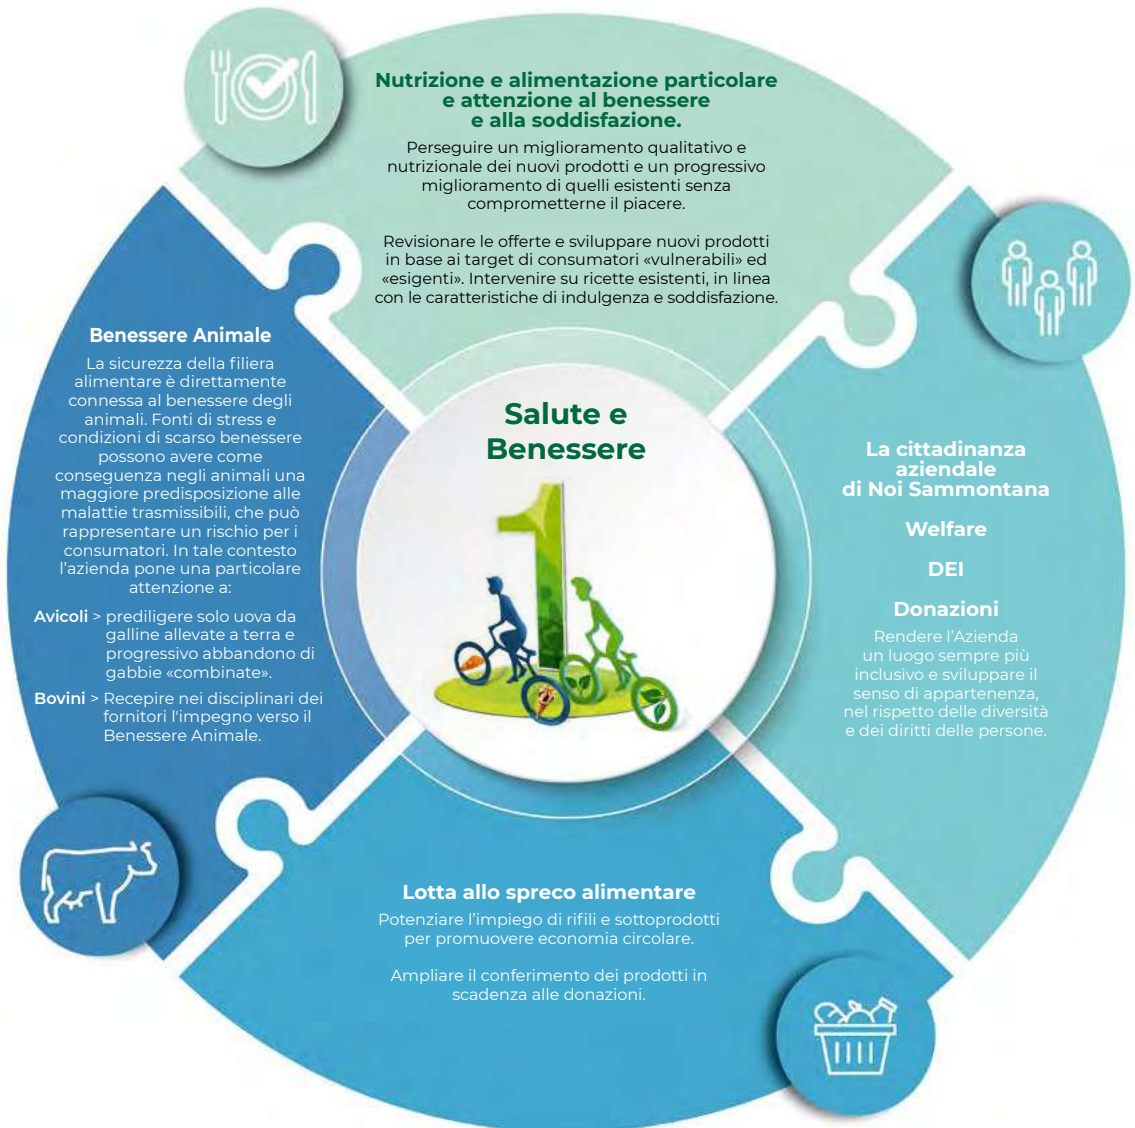 Nutrizione e alimentazione particolare
e attenzione al benessere
e alla soddisfazione.
Perseguire un miglioramento qualitativo e
nutrizionale dei nuovi prodotti e un progressivo
miglioramento di quelli esistenti senza
comprometterne il piacere.
Revisionare le offerte e sviluppare nuovi prodotti
in base ai target di consumatori «vulnerabili» ed
«esigenti». Intervenire su ricette esistenti, in linea
con le caratteristiche di indulgenza e soddisfazione.
Benessere Animale
La sicurezza della filiera
alimentare è direttamente
connessa al benessere degli
animali. Fonti di stress e
condizioni di scarso benessere
possono avere come
conseguenza negli animali una
maggiore predisposizione alle
malattie trasmissibili, che può
rappresentare un rischio per i
consumatori. In tale contesto
l’azienda pone una particolare
attenzione a:
Avicoli > prediligere solo uova da
galline allevate a terra e
progressivo abbandono di
gabbie «combinate».
Bovini > Recepire nei disciplinari dei
fornitori l'impegno verso il
Benessere Animale.
Salute e
Benessere
1
La cittadinanza
aziendale
di Noi Sammontana
Welfare
DEI
Donazioni
Rendere l’Azienda
un luogo sempre più
inclusivo e sviluppare il
senso di appartenenza,
nel rispetto delle diversità
e dei diritti delle persone.
Lotta allo spreco alimentare
Potenziare l’impiego di rifili e sottoprodotti
per promuovere economia circolare.
Ampliare il conferimento dei prodotti in
scadenza alle donazioni.